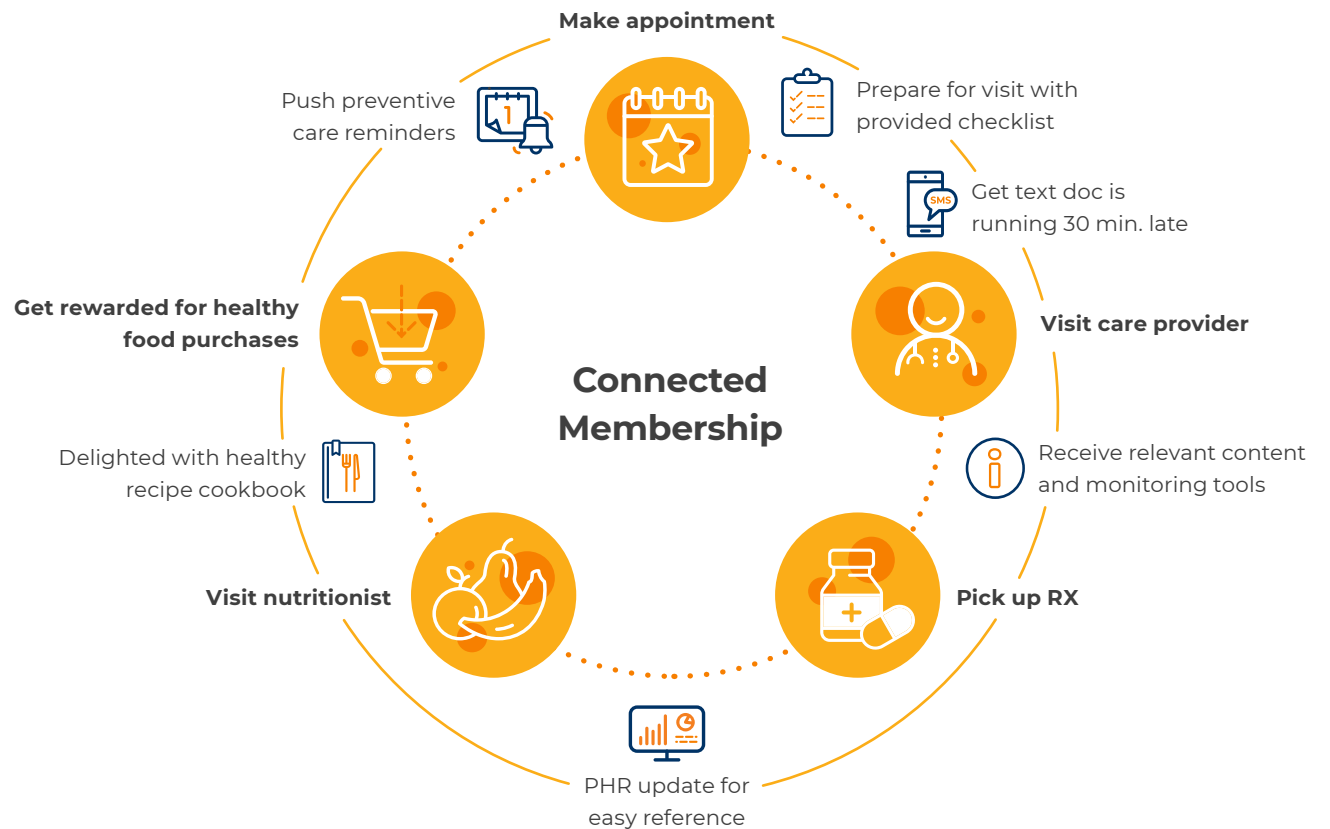 Make appointment
Prepare for visit with
provided checklist
SMS
Get text doc is
running 30 min. late
Visit care provider
Receive relevant content
and monitoring tools
Pick up RX
PHR update for
easy reference
Visit nutritionist
Delighted with healthy
recipe cookbook
Get rewarded for healthy
food purchases
Push preventive
care reminders
1
Connected
Membership